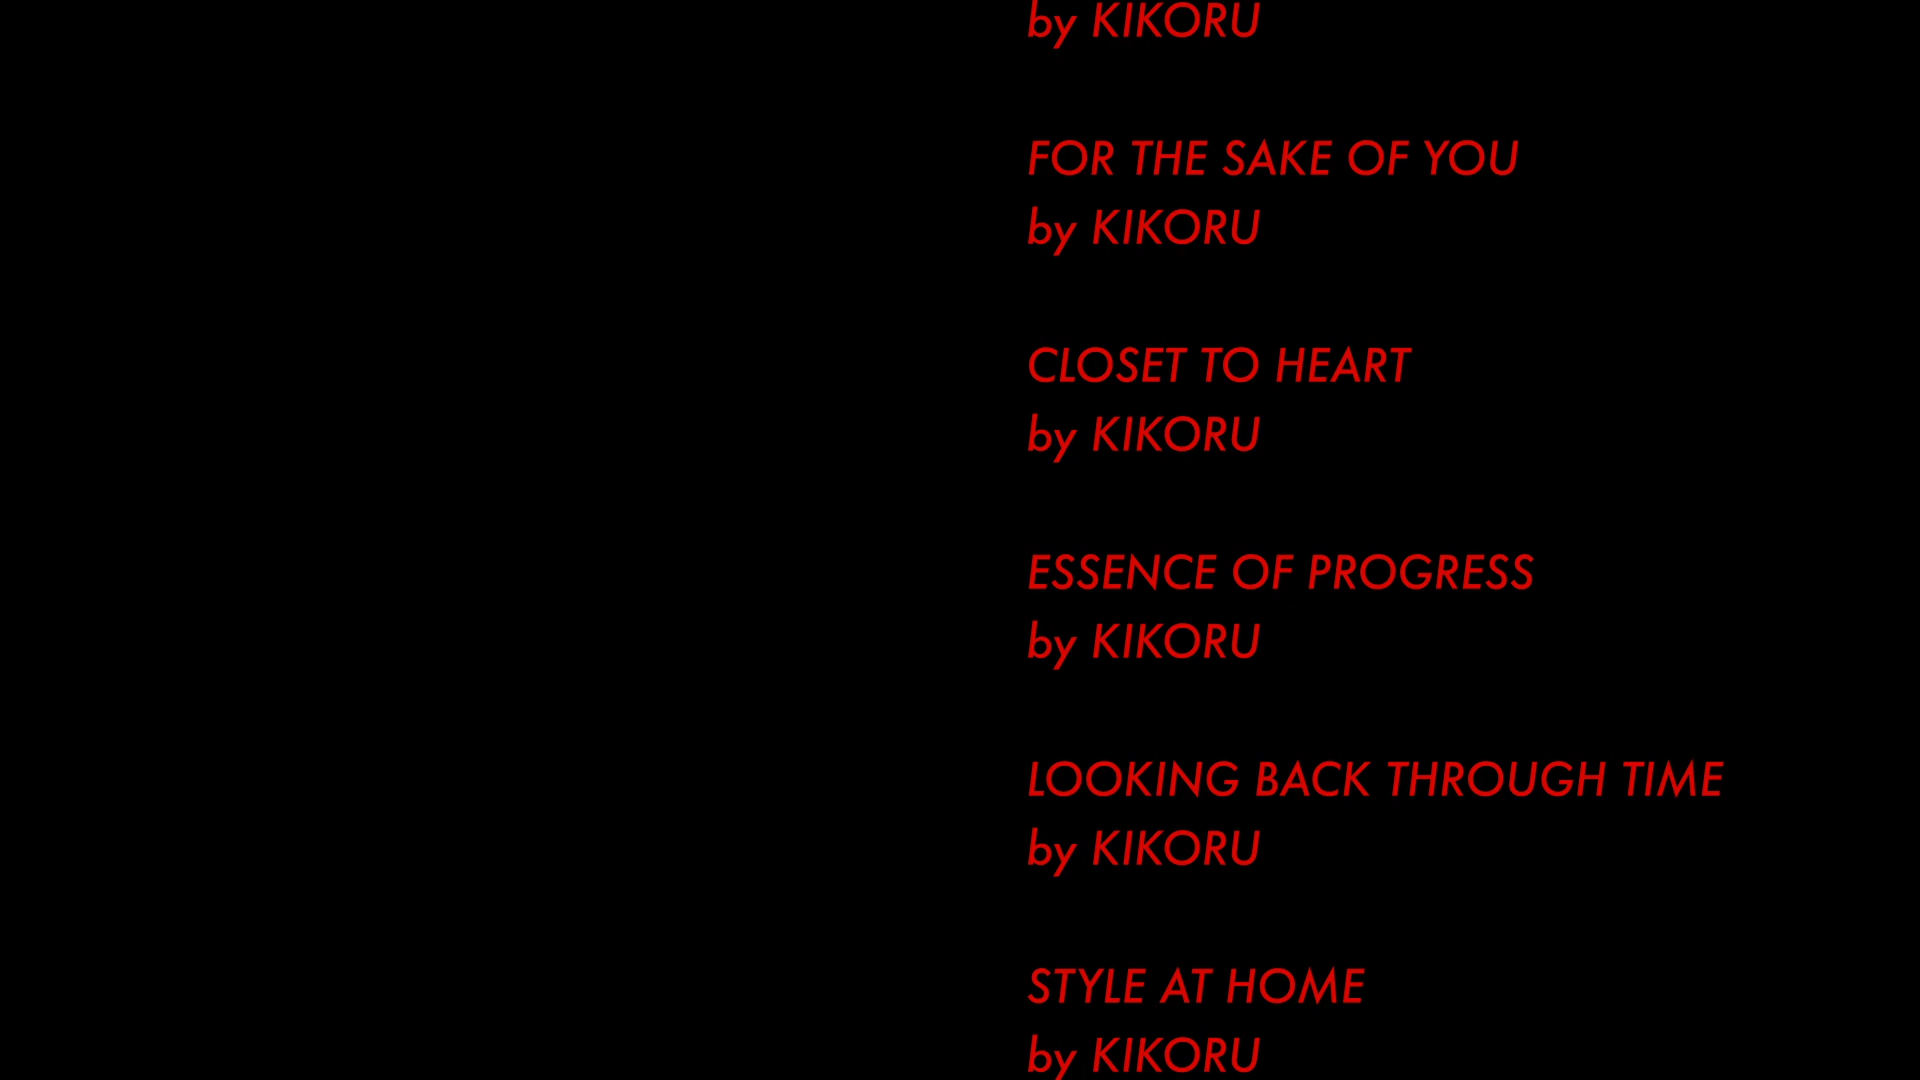 by KIKORU
FOR THE SAKE OF YOU
by KIKORU
CLOSET TO HEART
by KIKORU
ESSENCE OF PROGRESS
by KIKORU
LOOKING BACK THROUGH TIME
by KIKORU
STYLE AT HOME
by KIKORU